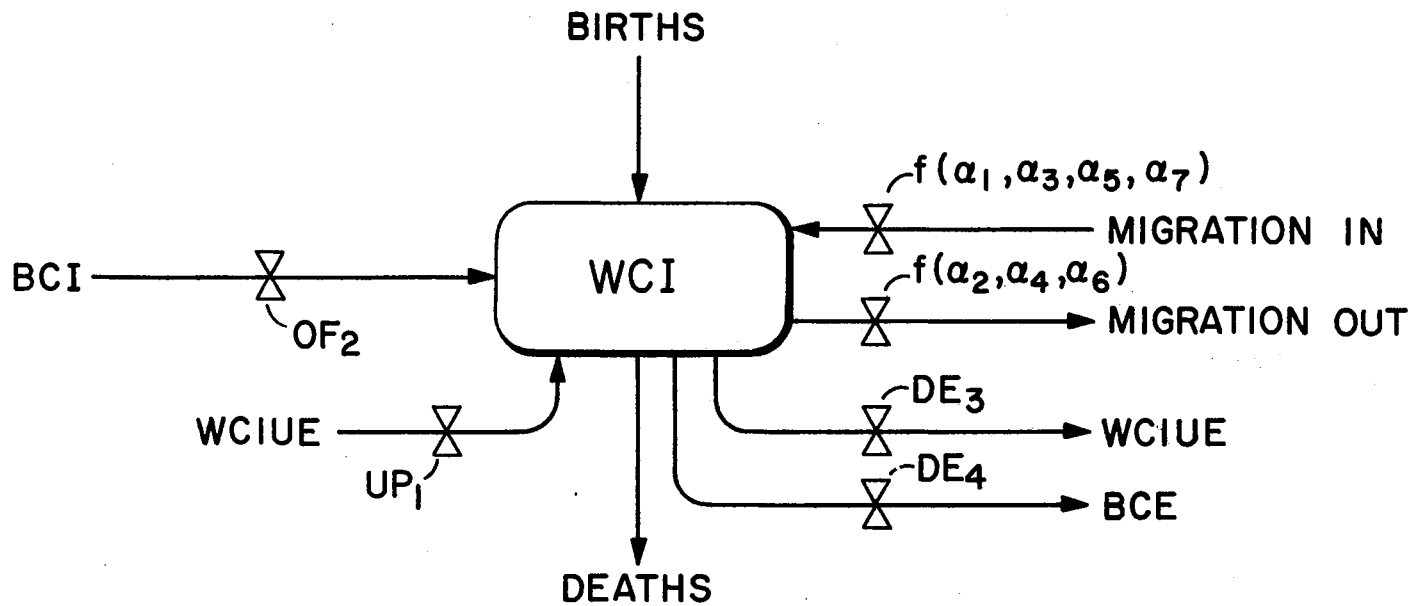 BIRTHS
f(α1,α3,α5,α7)
MIGRATION IN
BCI
WCI
f(α2,α4,α6)
MIGRATION OUT
OF2
DE3
WCIUE
WCIUE
UP1
DE4
BCE
DEATHS